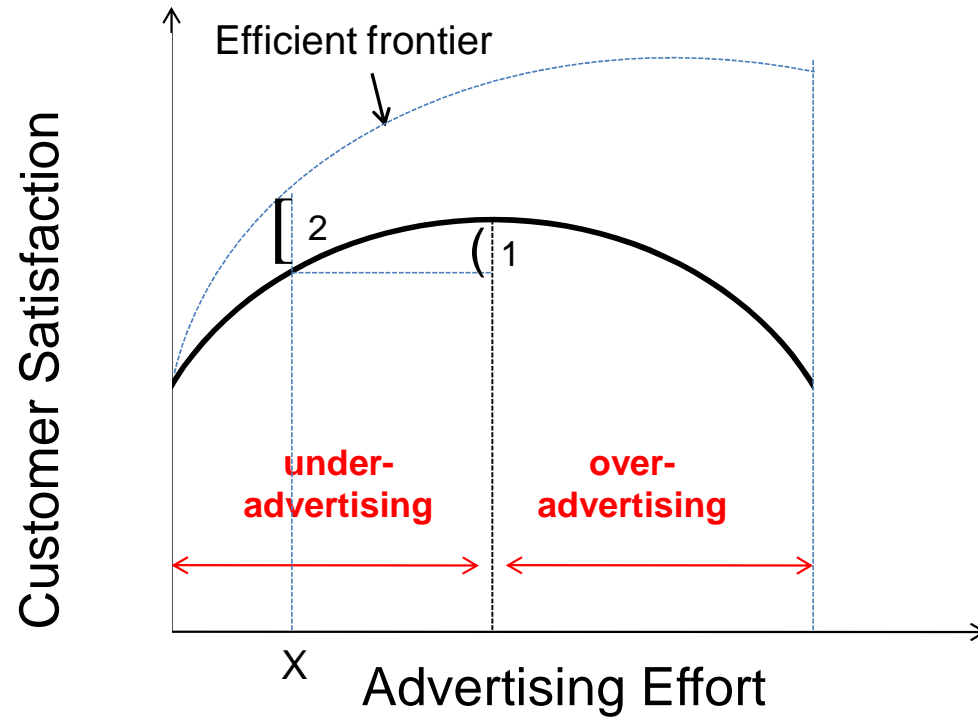 Efficient frontier
Customer Satisfaction
2
1
under-
advertising
over-
advertising
X
Advertising Effort